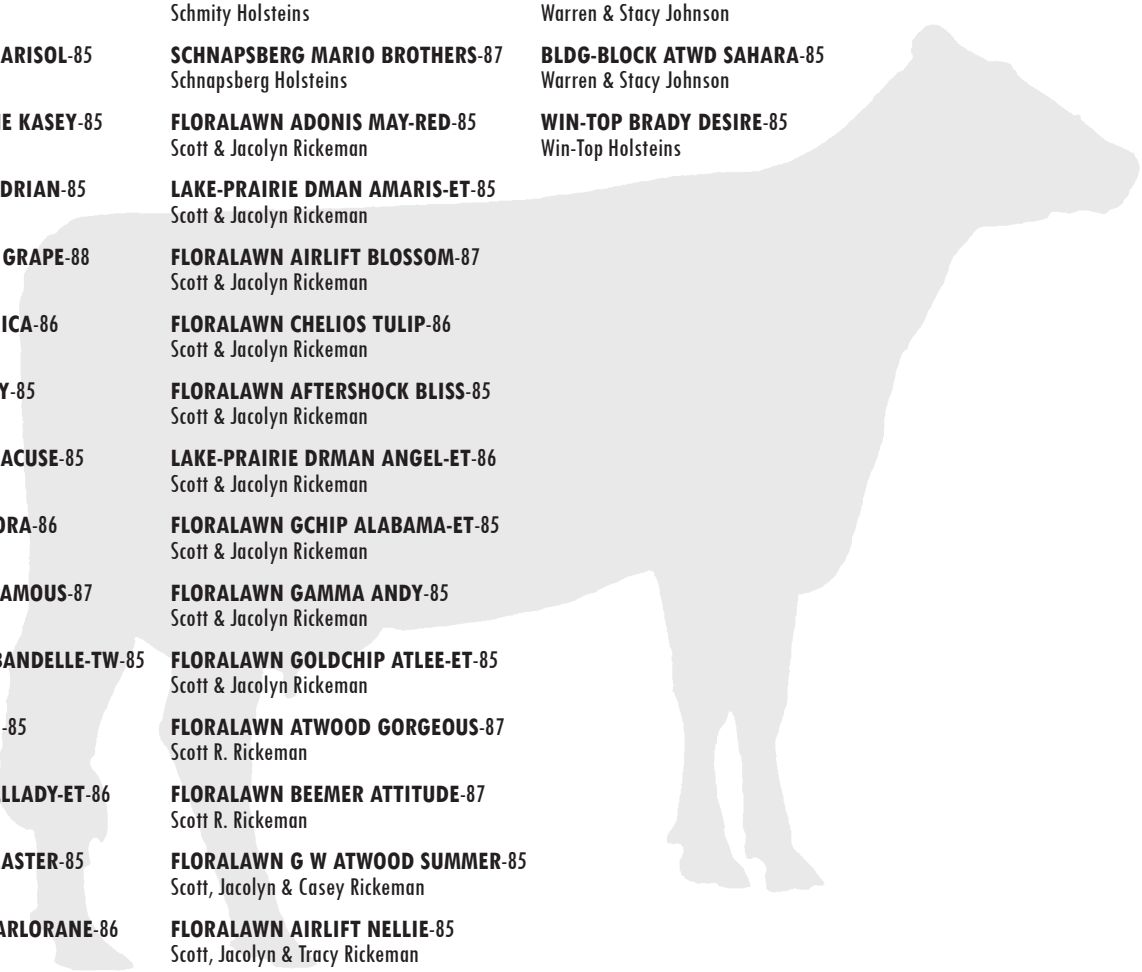 ARISOL-85
E KASEY-85
DRIAN-85
GRAPE-88
ICA-86
Y-85
ACUSE-85
ORA-86
AMOUS-87
BANDELLE-TW-85
-85
LLADY-ET-86
ASTER-85
ARLORANE-86
Schmity Holsteins
SCHNAPSBERG MARIO BROTHERS-87
Schnapsberg Holsteins
FLORALAWN ADONIS MAY-RED-85
Scott & Jacolyn Rickeman
LAKE-PRAIRIE DMAN AMARIS-ET-85
Scott & Jacolyn Rickeman
FLORALAWN AIRLIFT BLOSSOM-87
Scott & Jacolyn Rickeman
FLORALAWN CHELIOS TULIP-86
Scott & Jacolyn Rickeman
FLORALAWN AFTERSHOCK BLISS-85
Scott & Jacolyn Rickeman
LAKE-PRAIRIE DRMAN ANGEL-ET-86
Scott & Jacolyn Rickeman
FLORALAWN GCHIP ALABAMA-ET-85
Scott & Jacolyn Rickeman
FLORALAWN GAMMA ANDY-85
Scott & Jacolyn Rickeman
FLORALAWN GOLDCHIP ATLEE-ET-85
Scott & Jacolyn Rickeman
FLORALAWN ATWOOD GORGEOUS-87
Scott R. Rickeman
FLORALAWN BEEMER ATTITUDE-87
Scott R. Rickeman
FLORALAWN G W ATWOOD SUMMER-85
Scott, Jacolyn & Casey Rickeman
FLORALAWN AIRLIFT NELLIE-85
Scott, Jacolyn & Tracy Rickeman
Warren & Stacy Johnson
BLDG-BLOCK ATWD SAHARA-85
Warren & Stacy Johnson
WIN-TOP BRADY DESIRE-85
Win-Top Holsteins